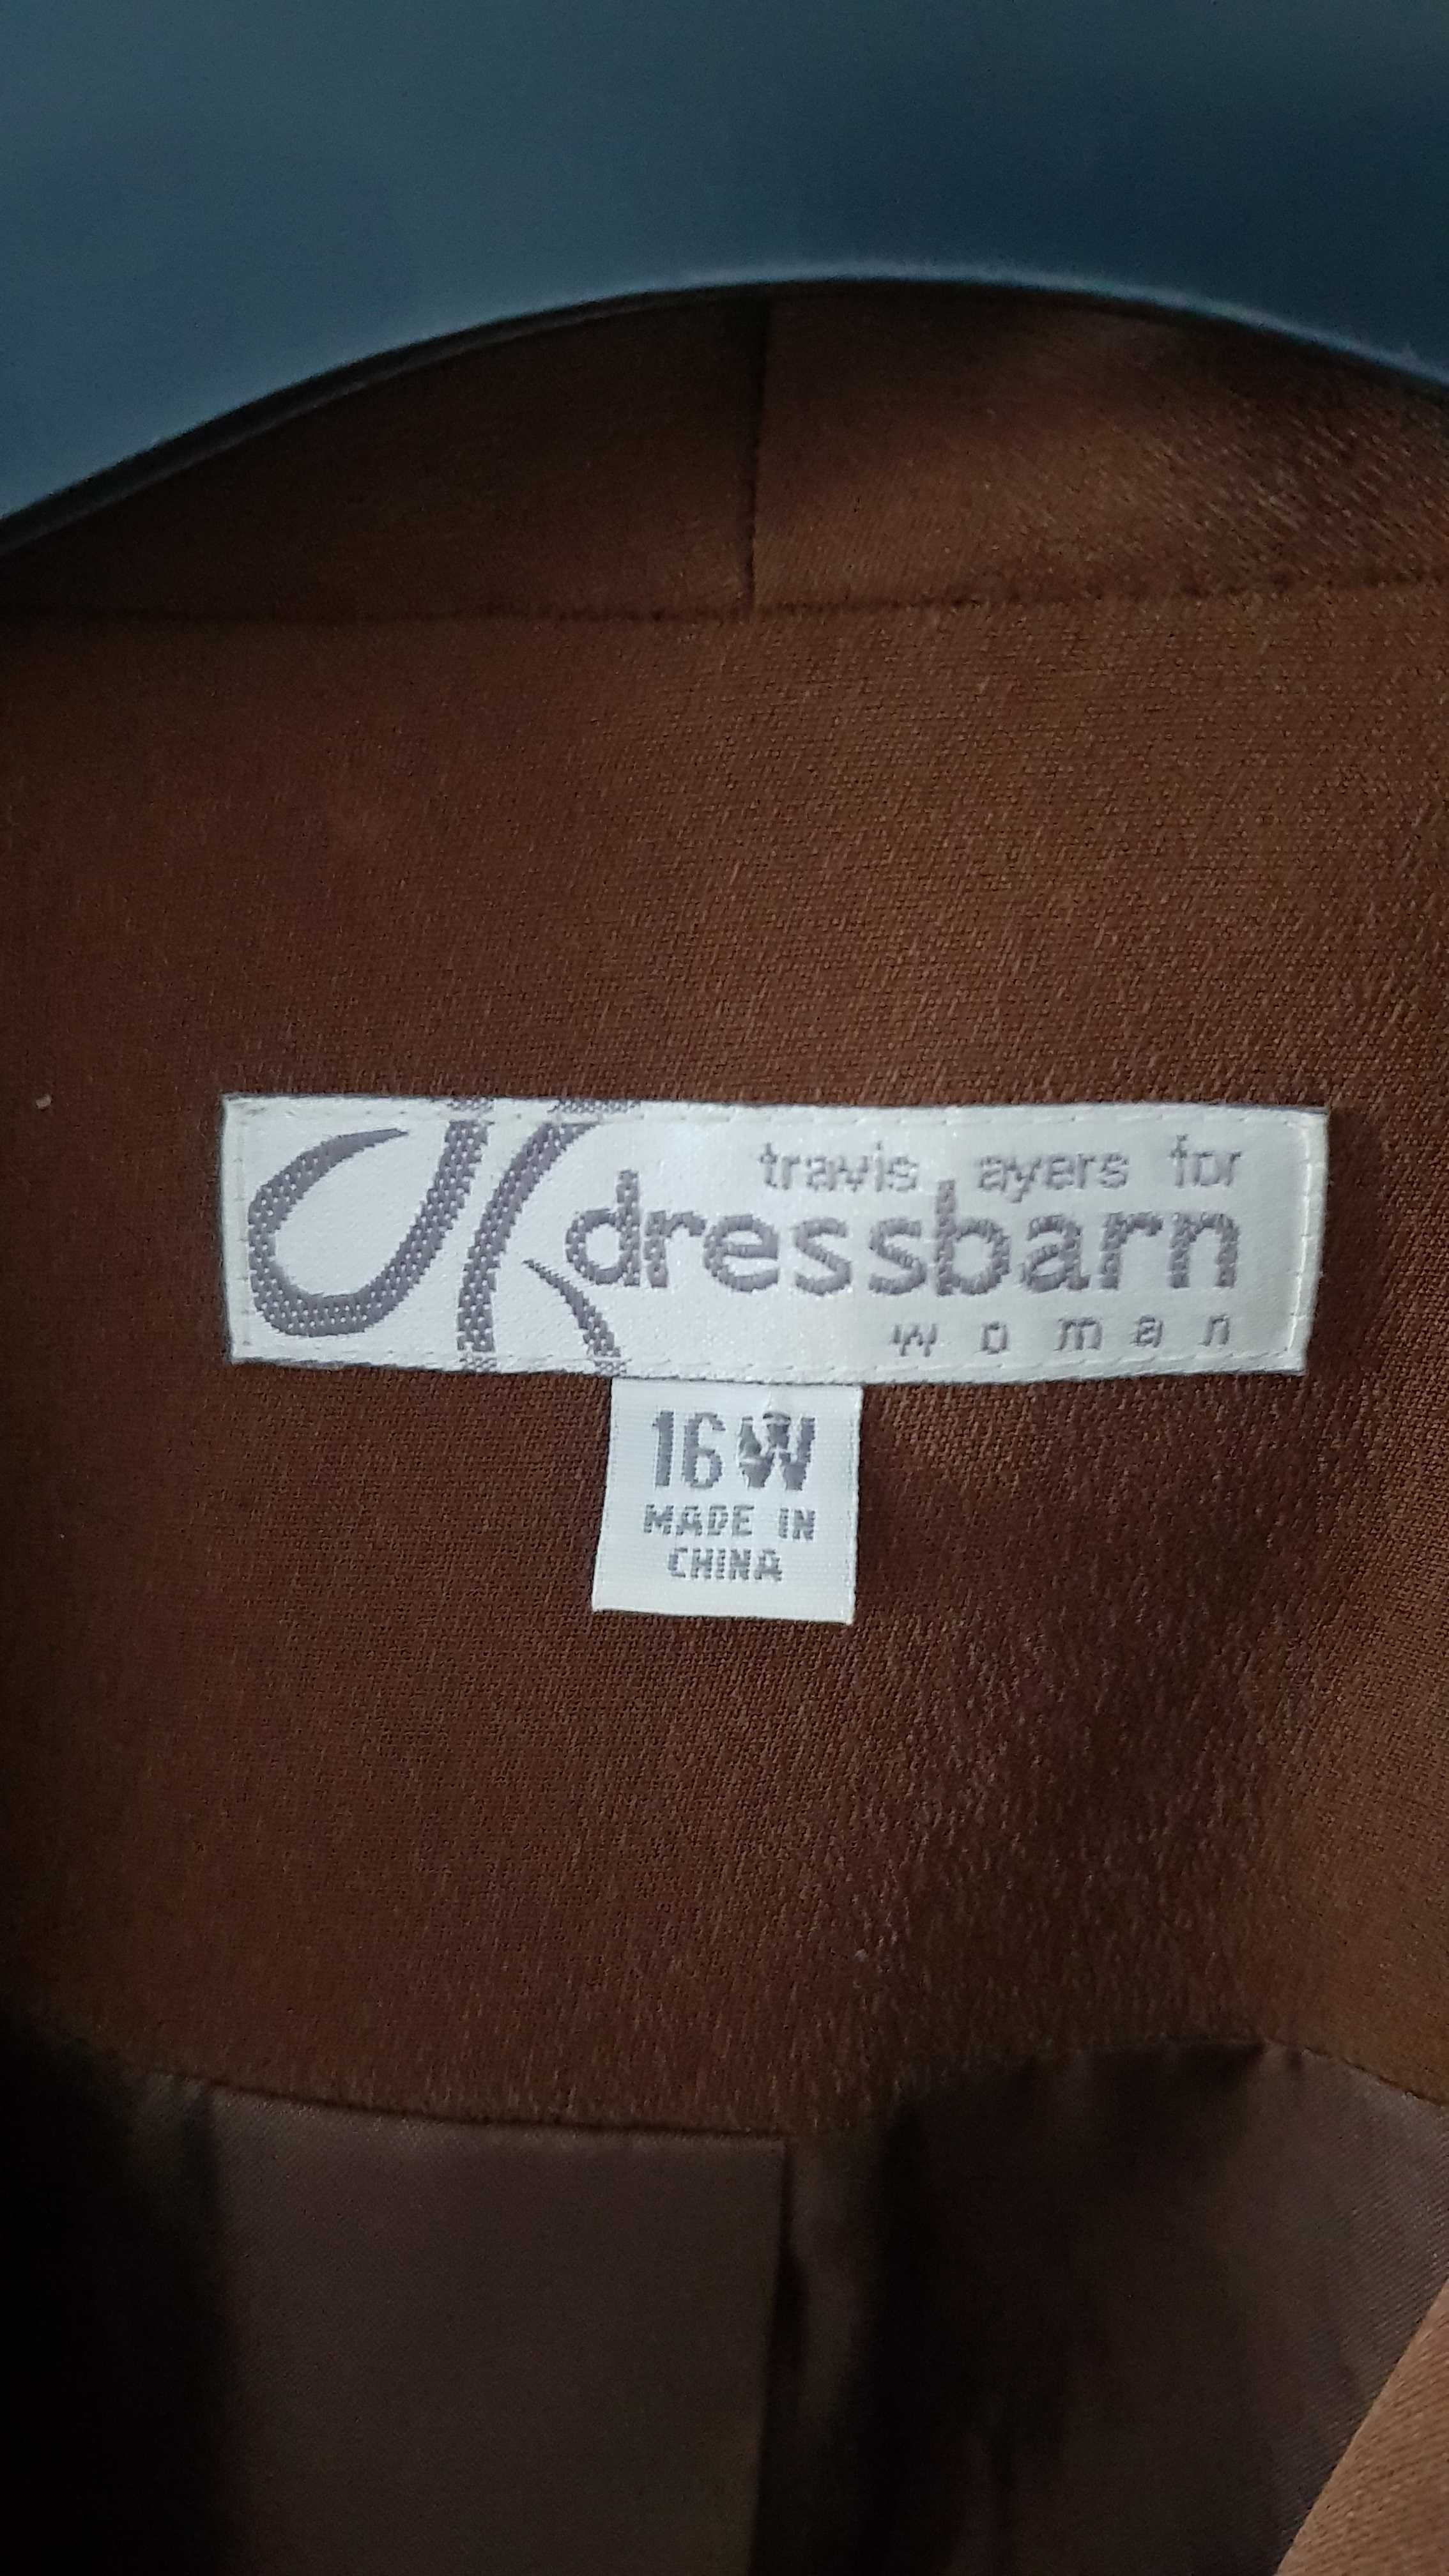 travis ayers for
dressbarn
woman
16W
MADE IN
CHINA